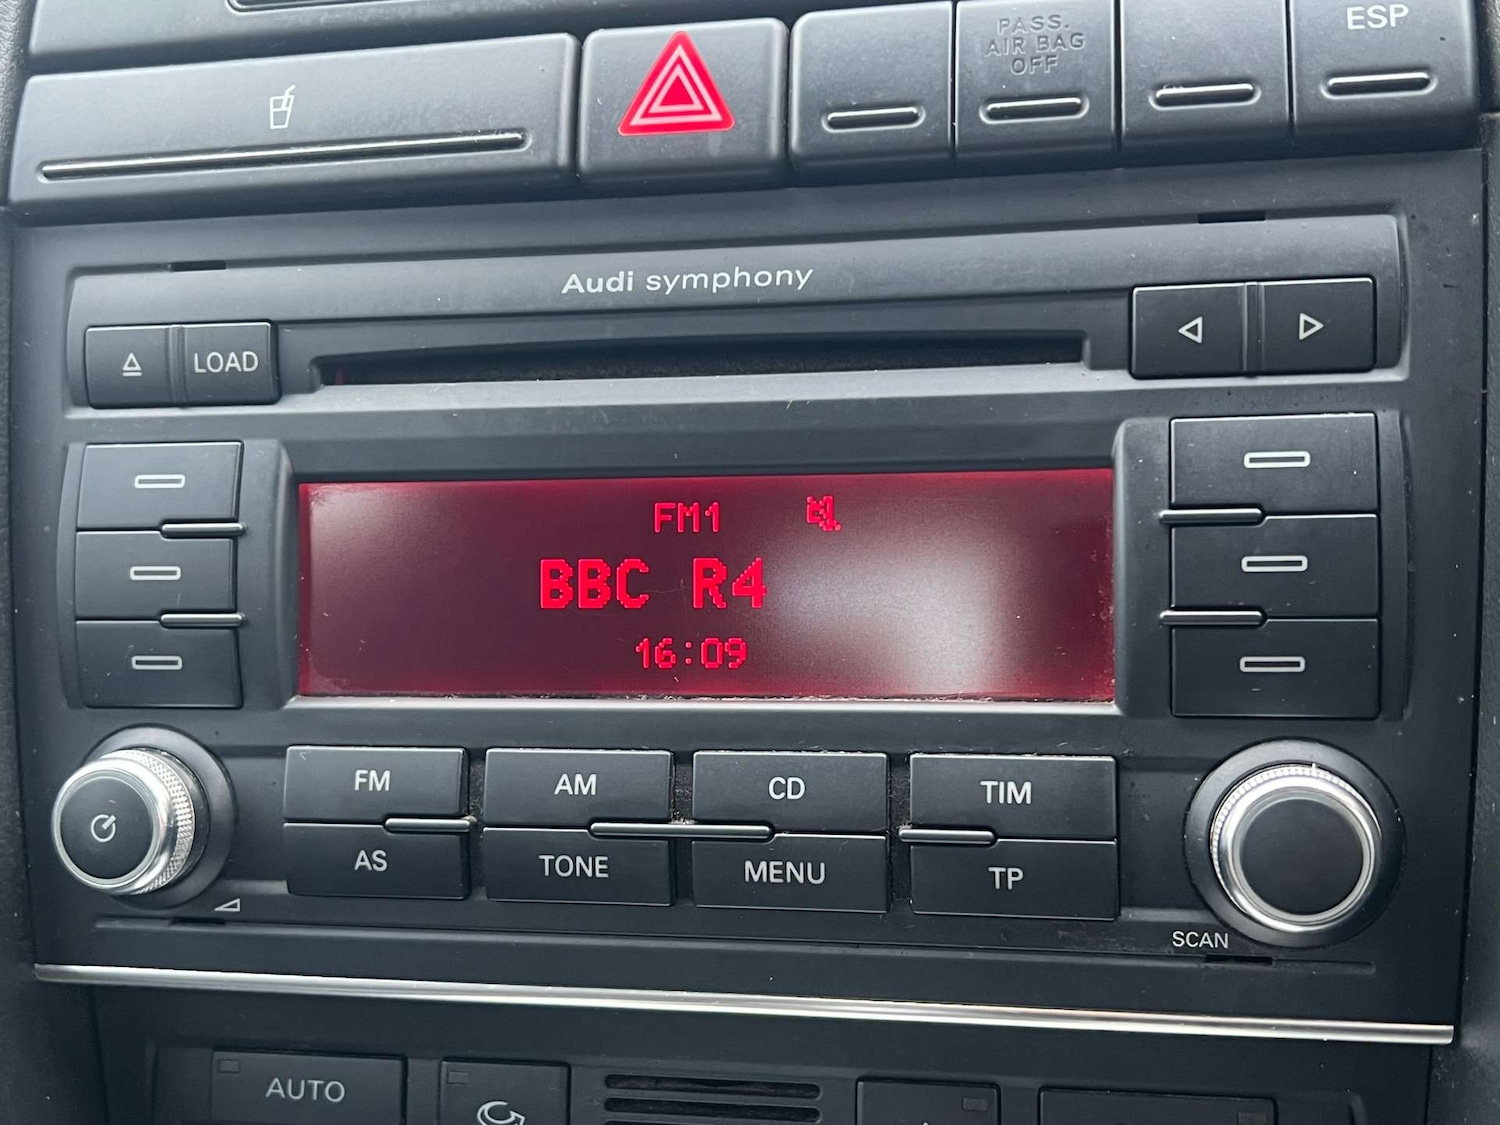 PASS.
AIR BAG
OFF
ESP
Audi symphony
LOAD
FM1
BBC R4
16:09
FM
AM
CD
TIM
AS
TONE
MENU
TP
SCAN
AUTO